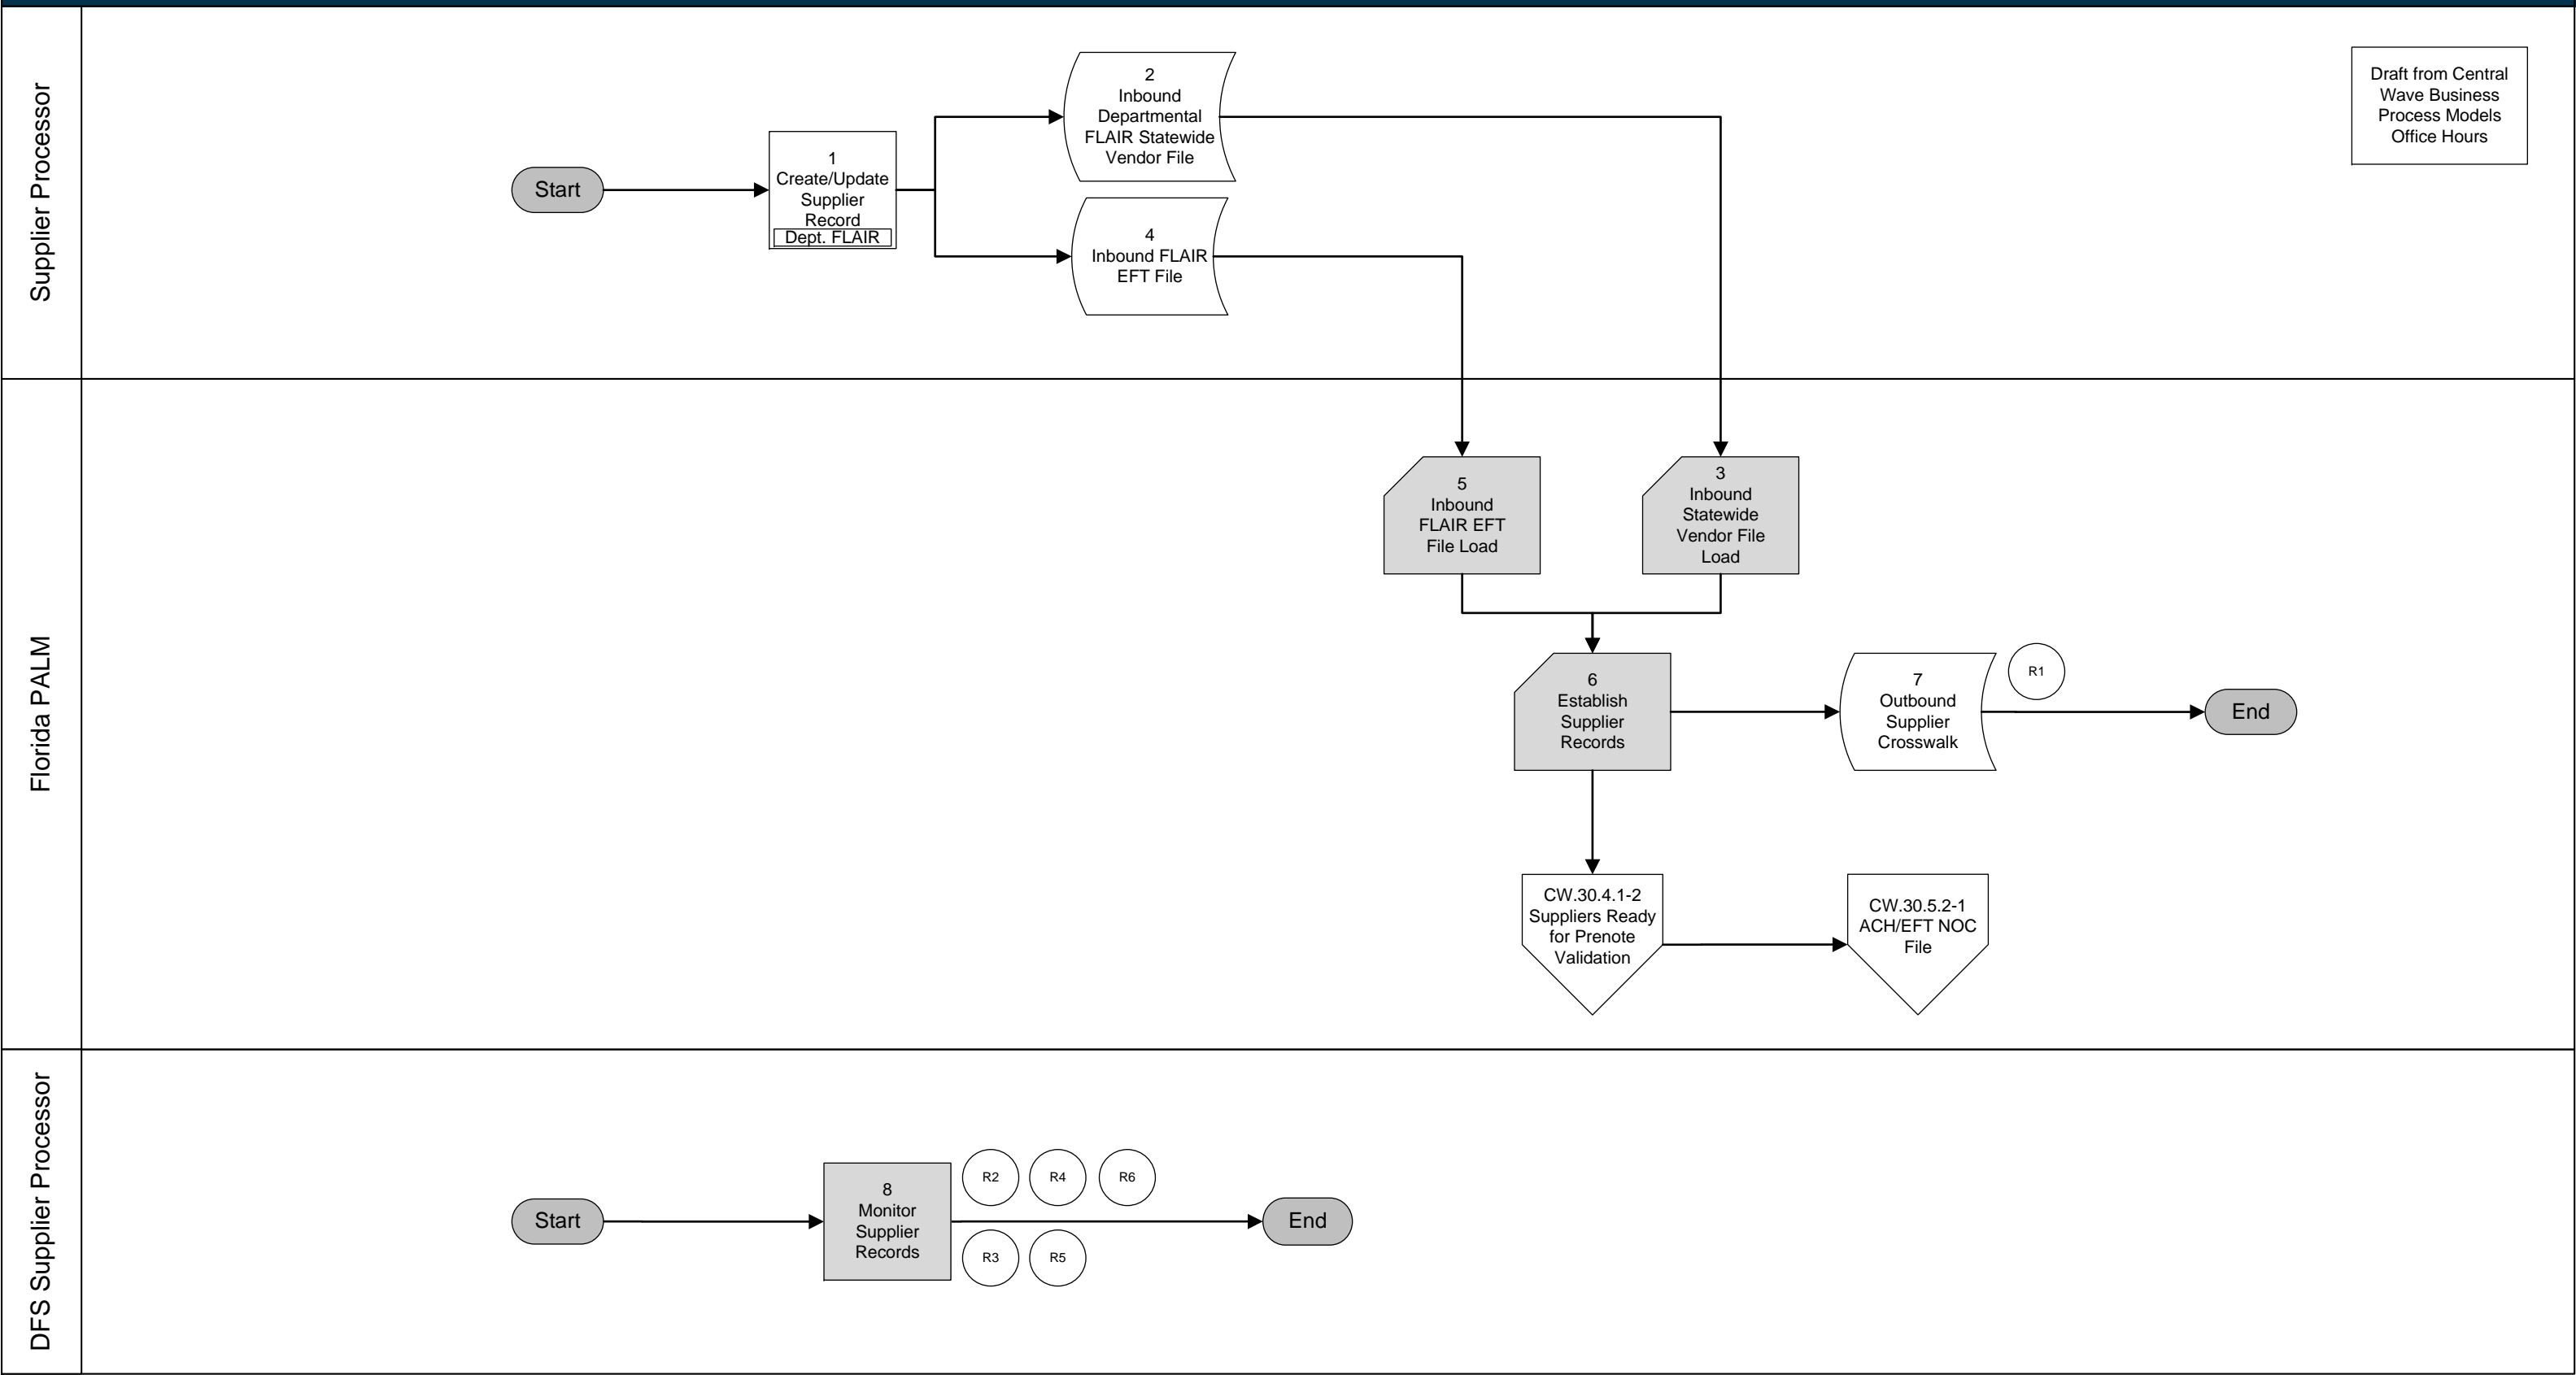 Supplier Processor
Start
1
Create/Update
Supplier
Record
Dept. FLAIR
2
Inbound
Departmental
FLAIR Statewide
Vendor File
4
Inbound FLAIR
EFT File
Draft from Central
Wave Business
Process Models
Office Hours
Florida PALM
5
Inbound
FLAIR EFT
File Load
3
Inbound
Statewide
Vendor File
Load
6
Establish
Supplier
Records
7
Outbound
Supplier
Crosswalk
R1
End
CW.30.4.1-2
Suppliers Ready
for Prenote
Validation
CW.30.5.2-1
ACH/EFT NOC
File
DFS Supplier Processor
Start
8
Monitor
Supplier
Records
R2
R4
R6
R3
R5
End